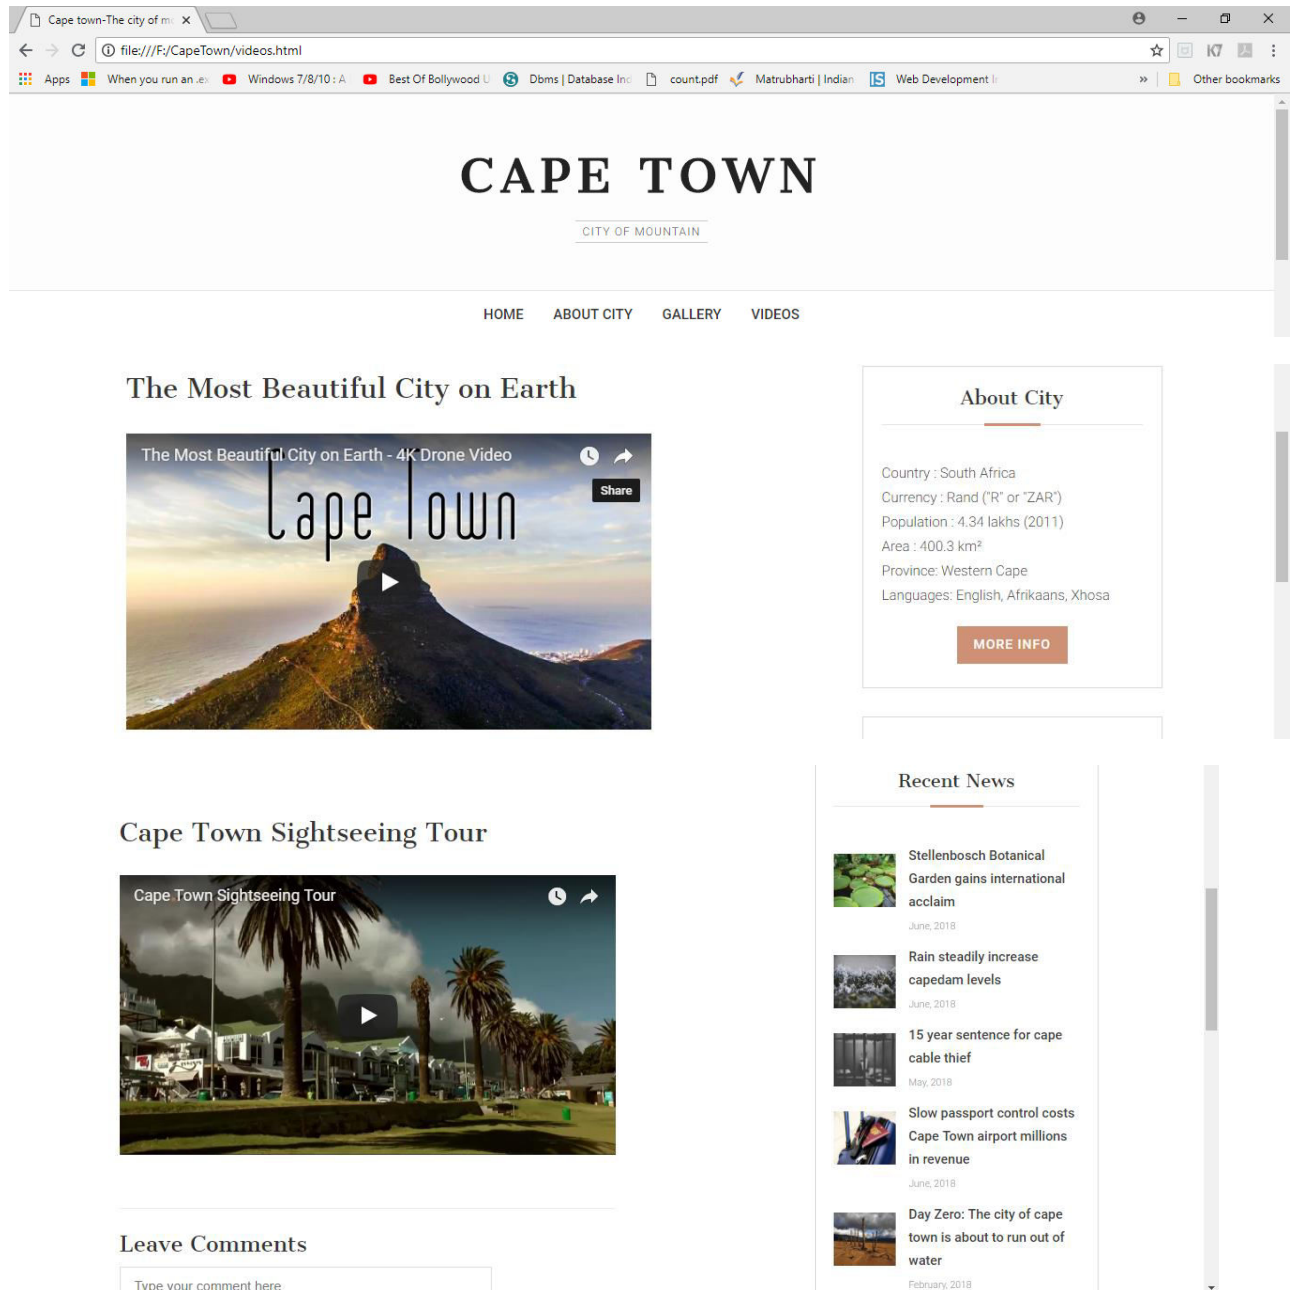 Cape town-The city of m
file:///F:/CapeTown/videos.html
Apps When you run an .e Windows 7/8/10 : A Best Of Bollywood U Dbms | Database Inc count.pdf Matrubharti | Indian Web Development I » Other bookmarks
CAPE TOWN
CITY OF MOUNTAIN
HOME ABOUT CITY GALLERY VIDEOS
The Most Beautiful City on Earth
The Most Beautiful City on Earth - 4K Drone Video
Share
Cape Town
About City
Country : South Africa
Currency : Rand ("R" or "ZAR")
Population : 4.34 lakhs (2011)
Area : 400.3 km²
Province: Western Cape
Languages: English, Afrikaans, Xhosa
MORE INFO
Cape Town Sightseeing Tour
Cape Town Sightseeing Tour
Leave Comments
Type your comment here
Recent News
Stellenbosch Botanical
Garden gains international
acclaim
June, 2018
Rain steadily increase
capedam levels
June, 2018
15 year sentence for cape
cable thief
May, 2018
Slow passport control costs
Cape Town airport millions
in revenue
June, 2018
Day Zero: The city of cape
town is about to run out of
water
February, 2018